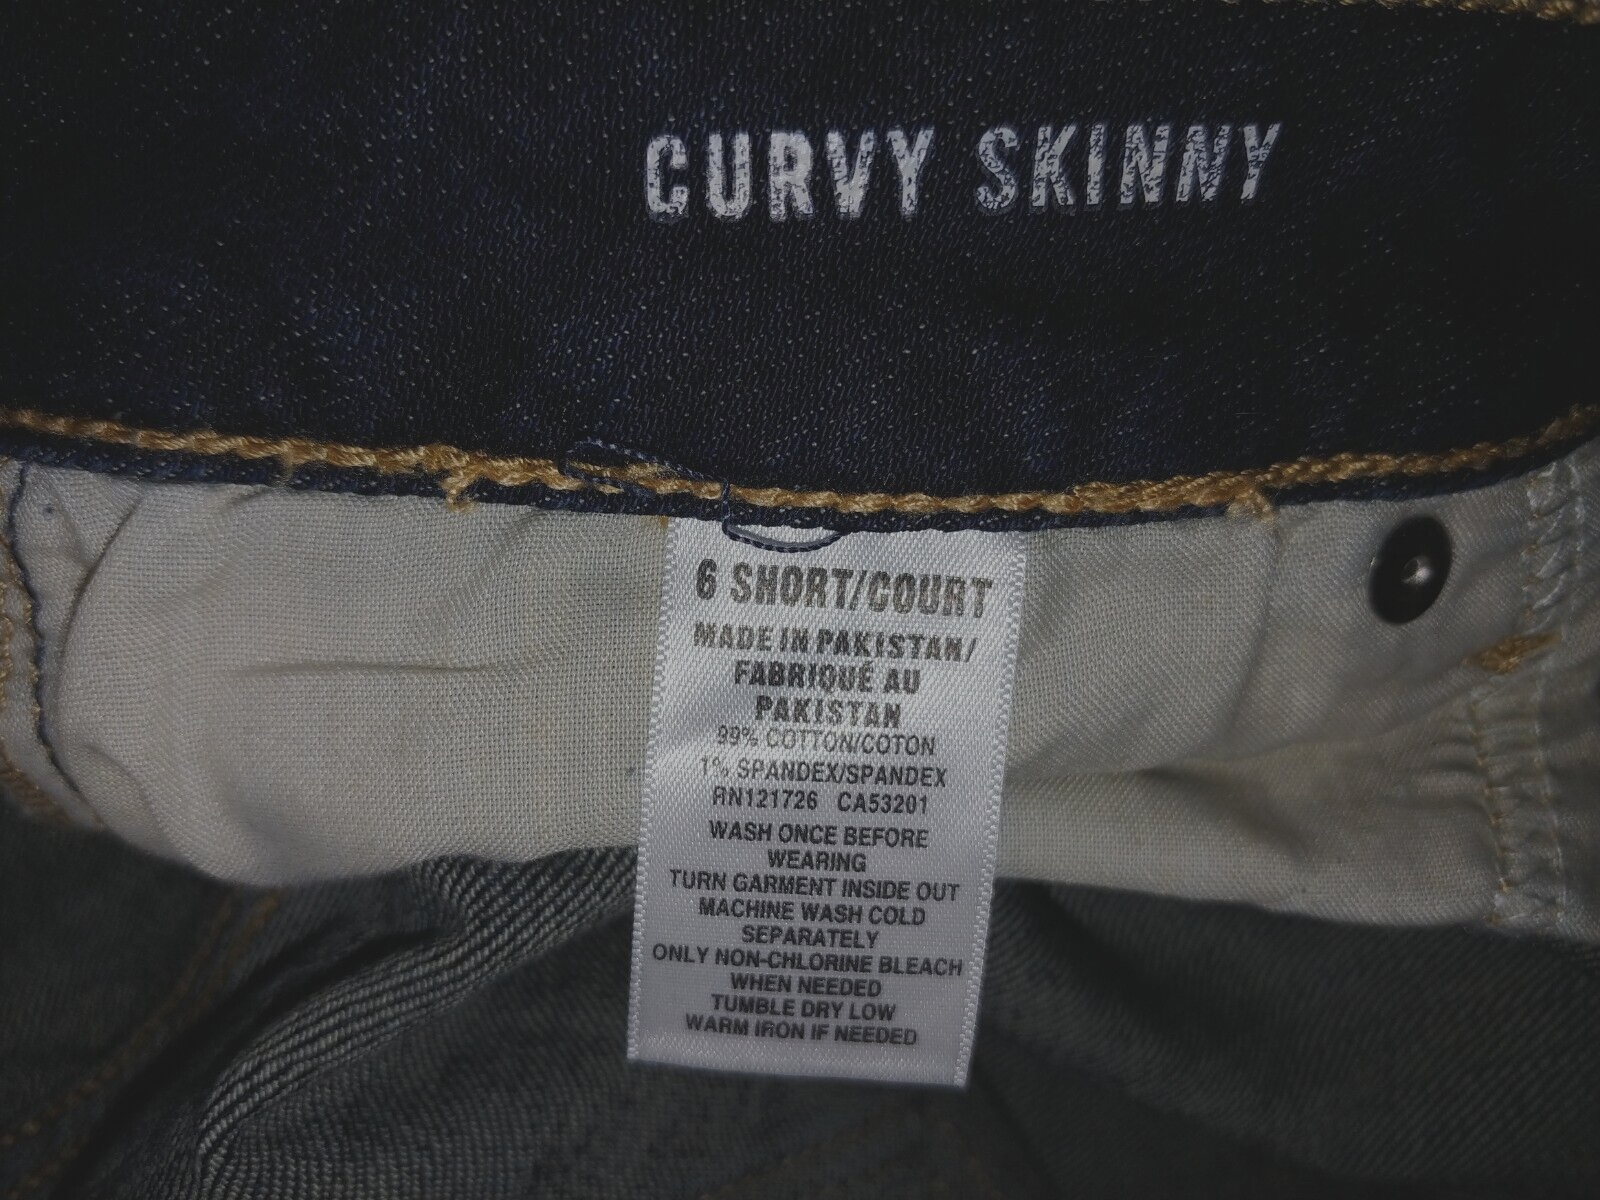 CURVY SKINNY
6 SHORT/COURT
MADE IN PAKISTAN/
FABRIQUÉ AU
PAKISTAN
99% COTTON/COTON
1% SPANDEX/SPANDEX
RN121726 CA53201
WASH ONCE BEFORE
WEARING
TURN GARMENT INSIDE OUT
MACHINE WASH COLD
SEPARATELY
ONLY NON-CHLORINE BLEACH
WHEN NEEDED
TUMBLE DRY LOW
WARM IRON IF NEEDED